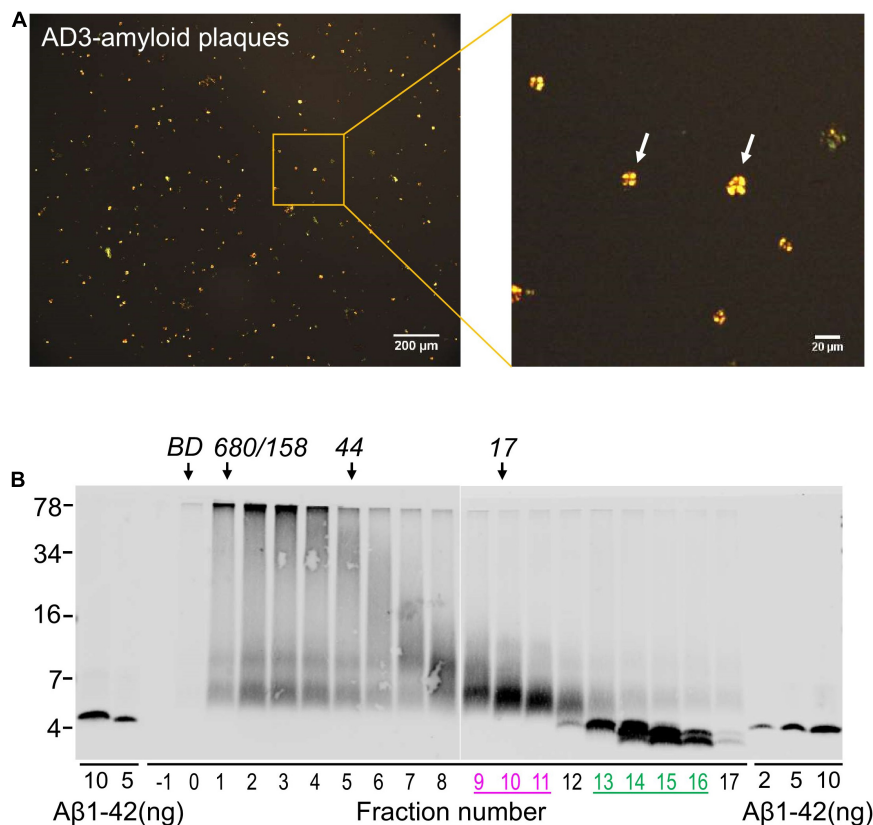 A
AD3-amyloid plaques
200 µm
20 µm
BD 680/158 44 17
B
78
34
16
7
4
10 5 -1 0 1 2 3 4 5 6 7 8 9 10 11 12 13 14 15 16 17 2 5 10
Aβ1-42(ng) Fraction number Aβ1-42(ng)